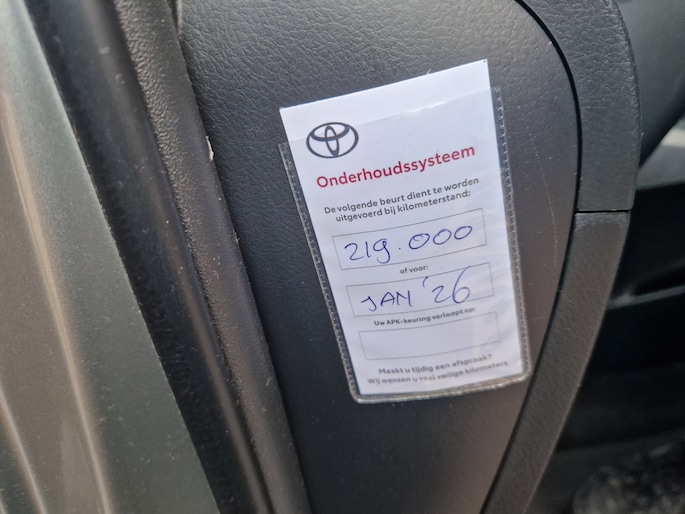 Onderhoudssysteem
De volgende beurt dient te worden
uitgevoerd bij kilometerstand:
219.000
of voor:
JAN '26
Uw APK-keuring verloopt op:
Maakt u tijdig een afspraak?
Wij wensen u veel veilige kilometers